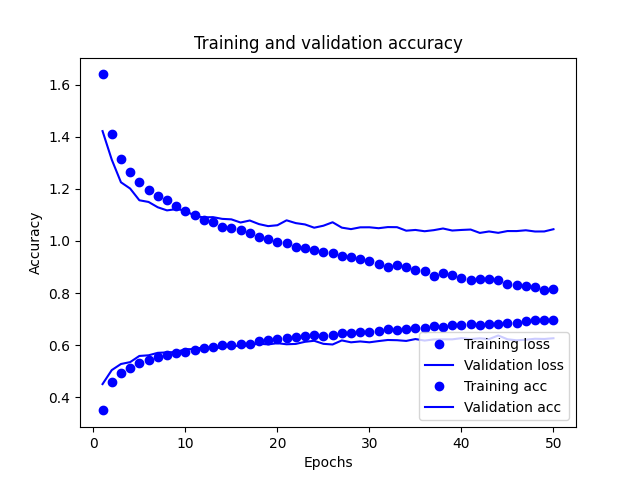 Training and validation accuracy
1.6
1.4
1.2
1.0
0.8
0.6
0.4
Accuracy
Training loss
Validation loss
Training acc
Validation acc
0
10
20
30
40
50
Epochs